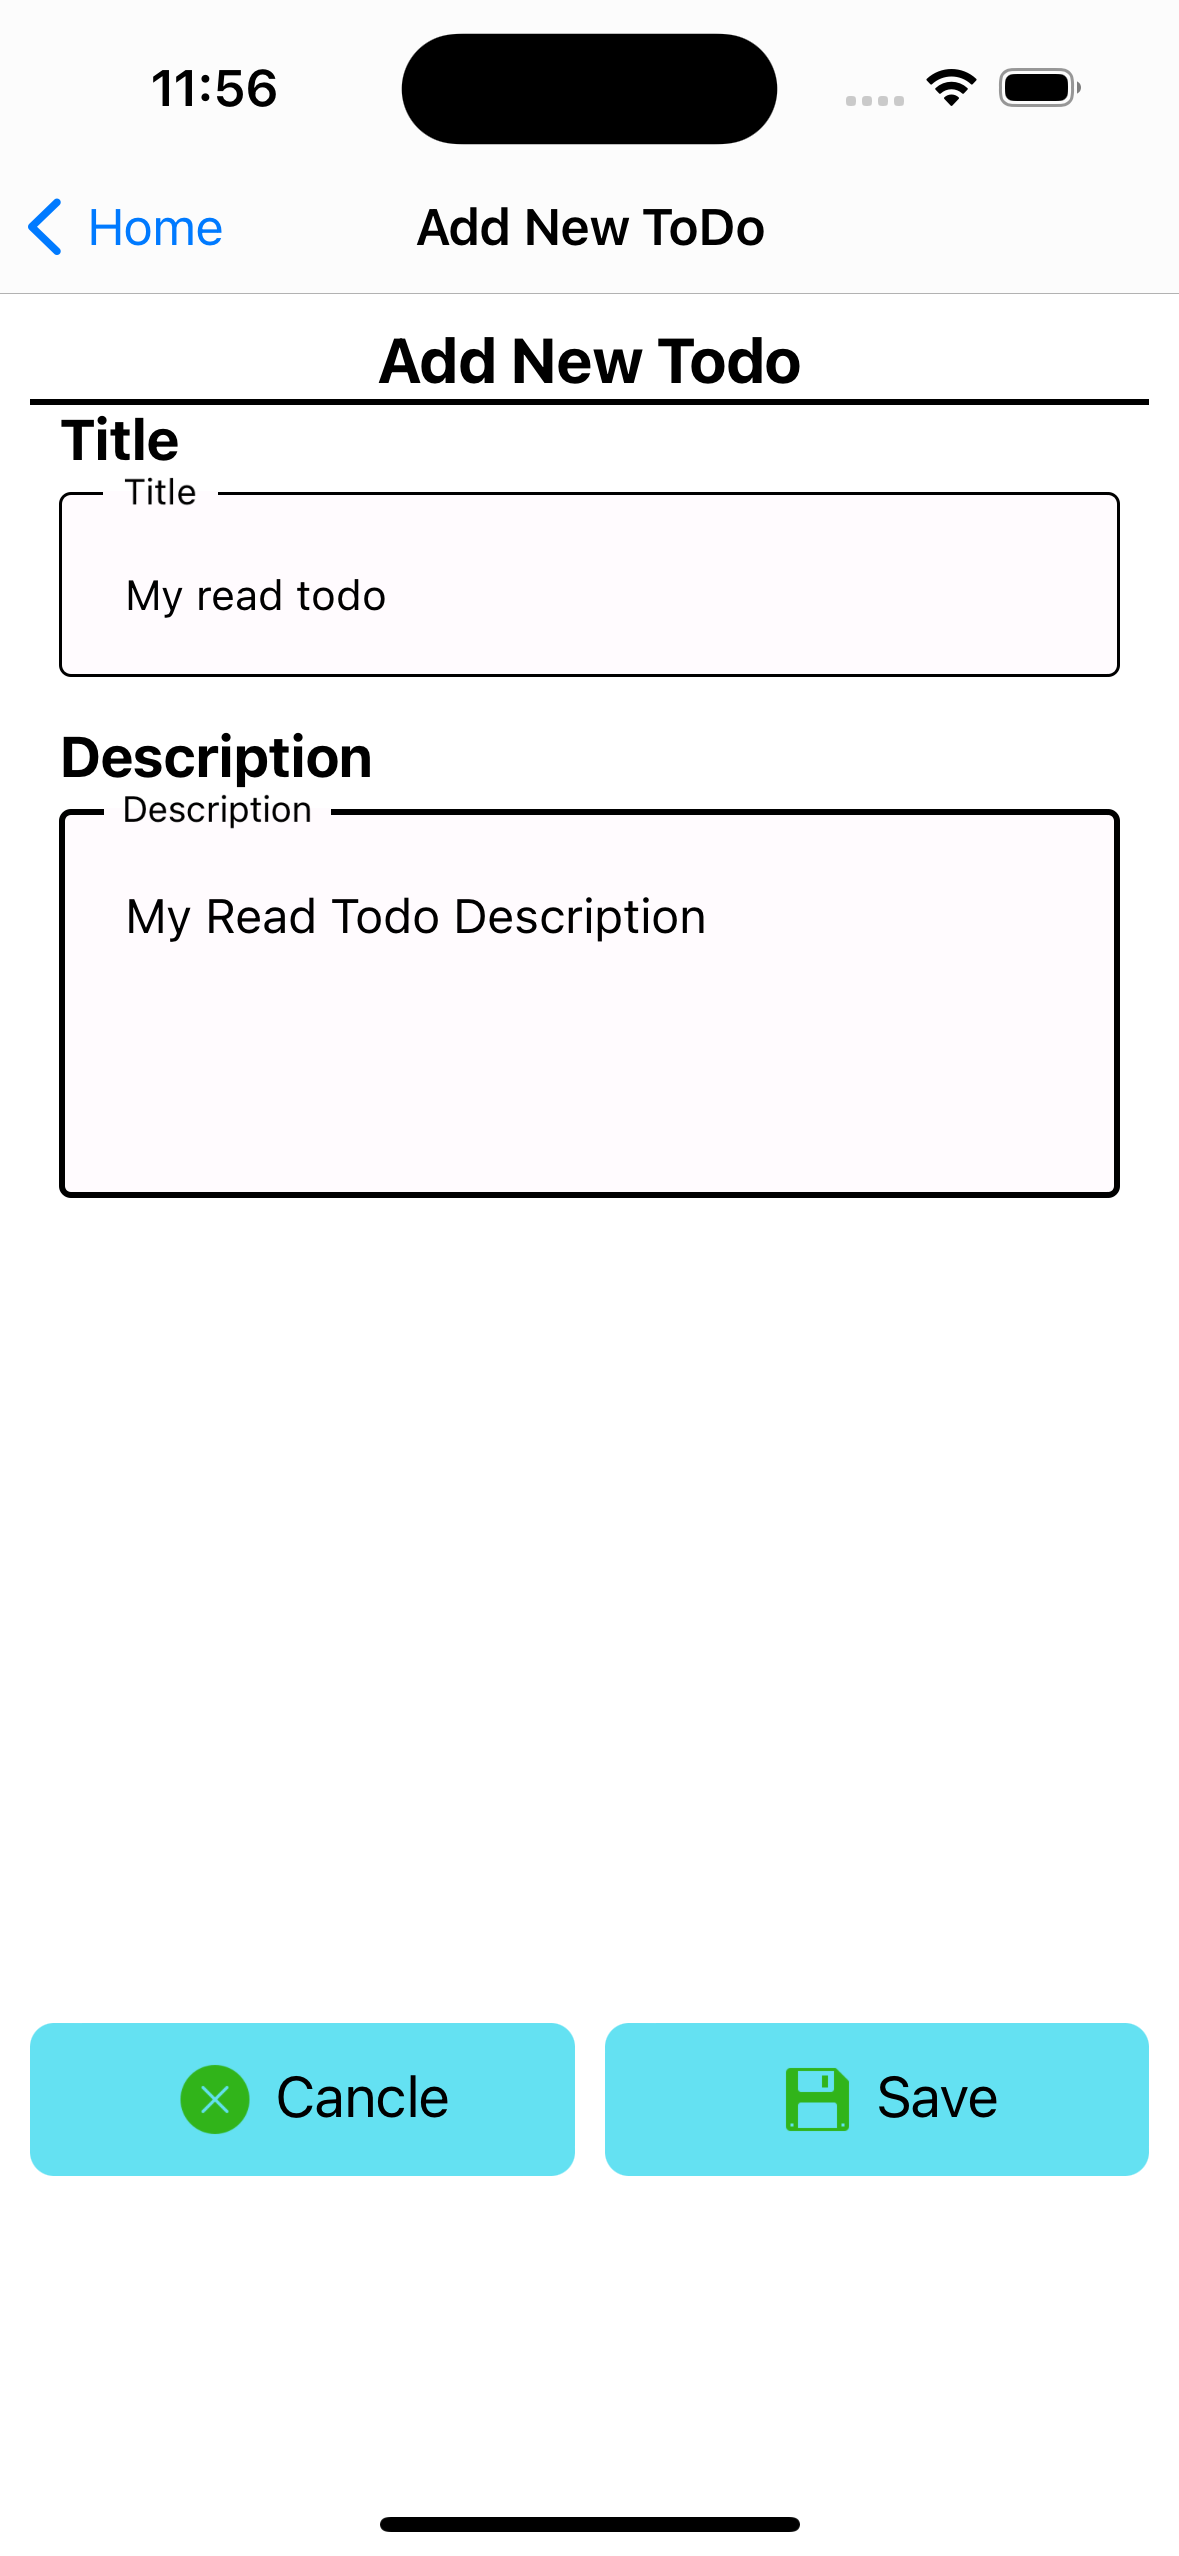 11:56
Home
Add New ToDo
Add New Todo
Title
Title
My read todo
Description
Description
My Read Todo Description
Cancle
Save